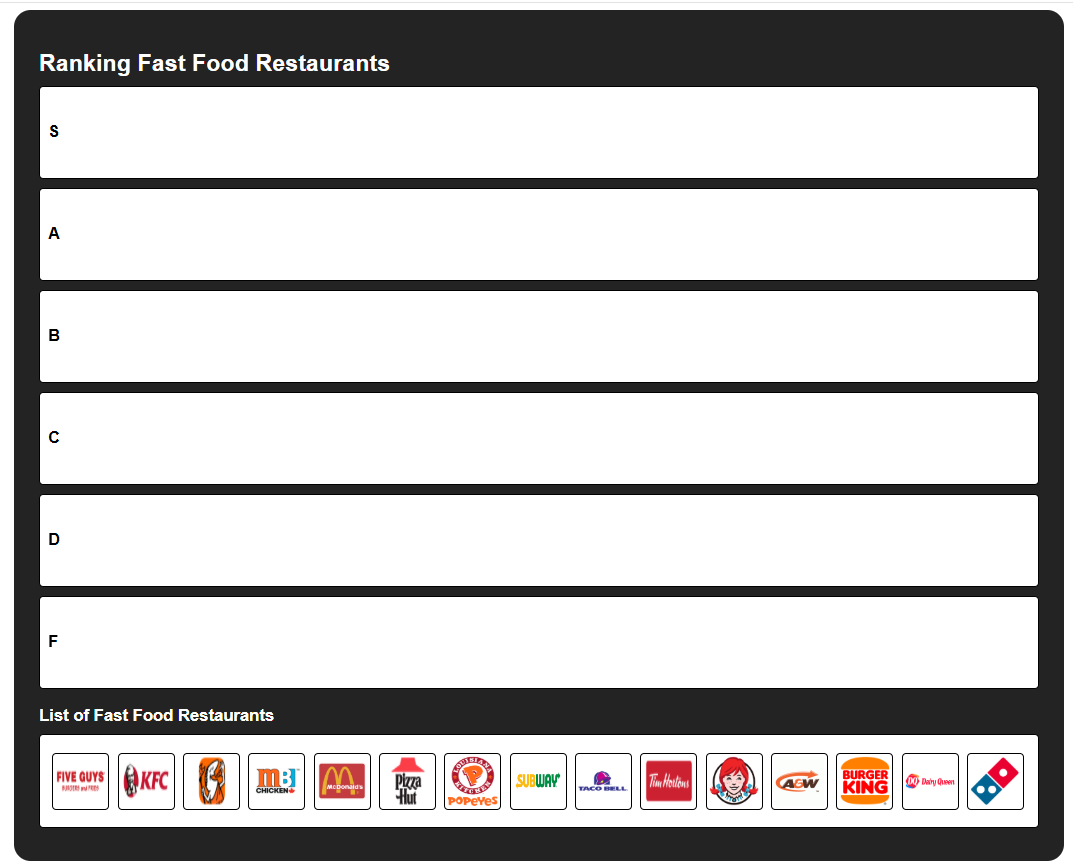 Ranking Fast Food Restaurants
S
A
B
C
D
F
List of Fast Food Restaurants
FIVE GUYS
BURGERS and FRIES
KFC
mB
CHICKEN
McDonald's
Pizza
Hut
LOUISIANA
KITCHEN
POPEYES
SUBWAY
TACO BELL
Tim Hortons
A&W
BURGER
KING
DQ Dairy Queen